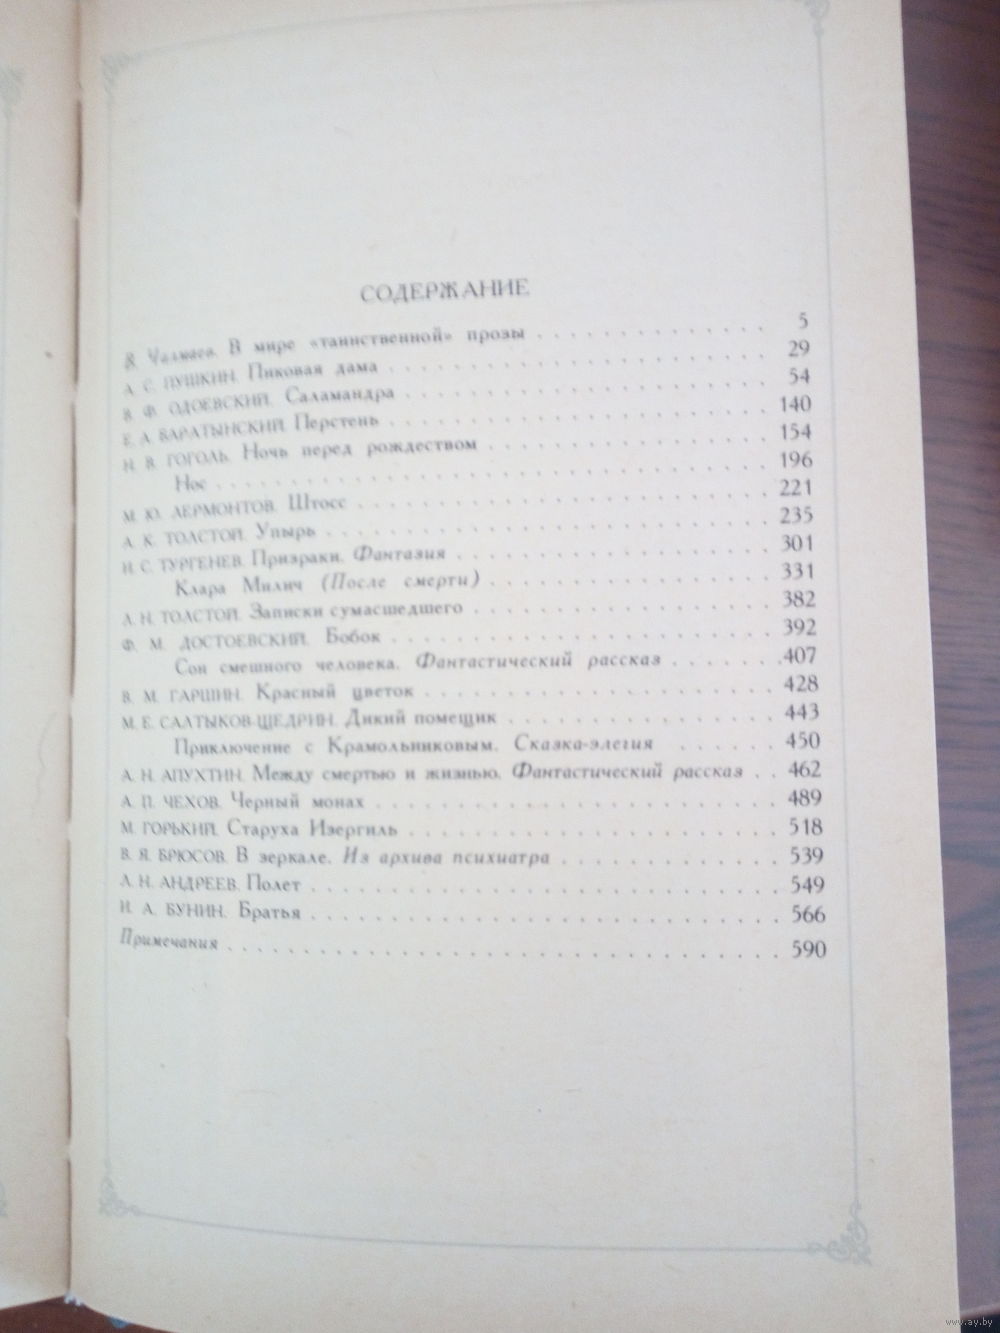 СОДЕРЖАНИЕ
В. Чалмаев. В мире «таинственной» прозы . . . . . . . . . . . . 5
А. С. ПУШКИН. Пиковая дама . . . . . . . . . . . . . . . . . . . 29
В. Ф. ОДОЕВСКИЙ. Саламандра . . . . . . . . . . . . . . . . . . 54
Е. А. БАРАТЫНСКИЙ. Перстень . . . . . . . . . . . . . . . . . . 140
Н. В. ГОГОЛЬ. Ночь перед рождеством . . . . . . . . . . . . . . 154
Нос . . . . . . . . . . . . . . . . . . . . . . . . . . . 196
М. Ю. ЛЕРМОНТОВ. Штосс . . . . . . . . . . . . . . . . . . . . 221
А. К. ТОЛСТОЙ. Упырь . . . . . . . . . . . . . . . . . . . . . . 235
И. С. ТУРГЕНЕВ. Призраки. Фантазия . . . . . . . . . . . . . . . 301
Клара Милич (После смерти) . . . . . . . . . . . . . . 331
Л. Н. ТОЛСТОЙ. Записки сумасшедшего . . . . . . . . . . . . . . 382
Ф. М. ДОСТОЕВСКИЙ. Бобок . . . . . . . . . . . . . . . . . . 392
Сон смешного человека. Фантастический рассказ . . . . . . . 407
В. М. ГАРШИН. Красный цветок . . . . . . . . . . . . . . . . . 428
М. Е. САЛТЫКОВ-ЩЕДРИН. Дикий помещик . . . . . . . . . . . . . 443
Приключение с Крамольниковым. Сказка-элегия . . . . . . 450
А. Н. АПУХТИН. Между смертью и жизнью. Фантастический рассказ . . 462
А. П. ЧЕХОВ. Черный монах . . . . . . . . . . . . . . . . . . . 489
М. ГОРЬКИЙ. Старуха Изергиль . . . . . . . . . . . . . . . . . . 518
В. Я. БРЮСОВ. В зеркале. Из архива психиатра . . . . . . . . . . 539
Л. Н. АНДРЕЕВ. Полет . . . . . . . . . . . . . . . . . . . . . . 549
И. А. БУНИН. Братья . . . . . . . . . . . . . . . . . . . . . . 566
Примечания . . . . . . . . . . . . . . . . . . . . . . . . . . 590
www.ay.by